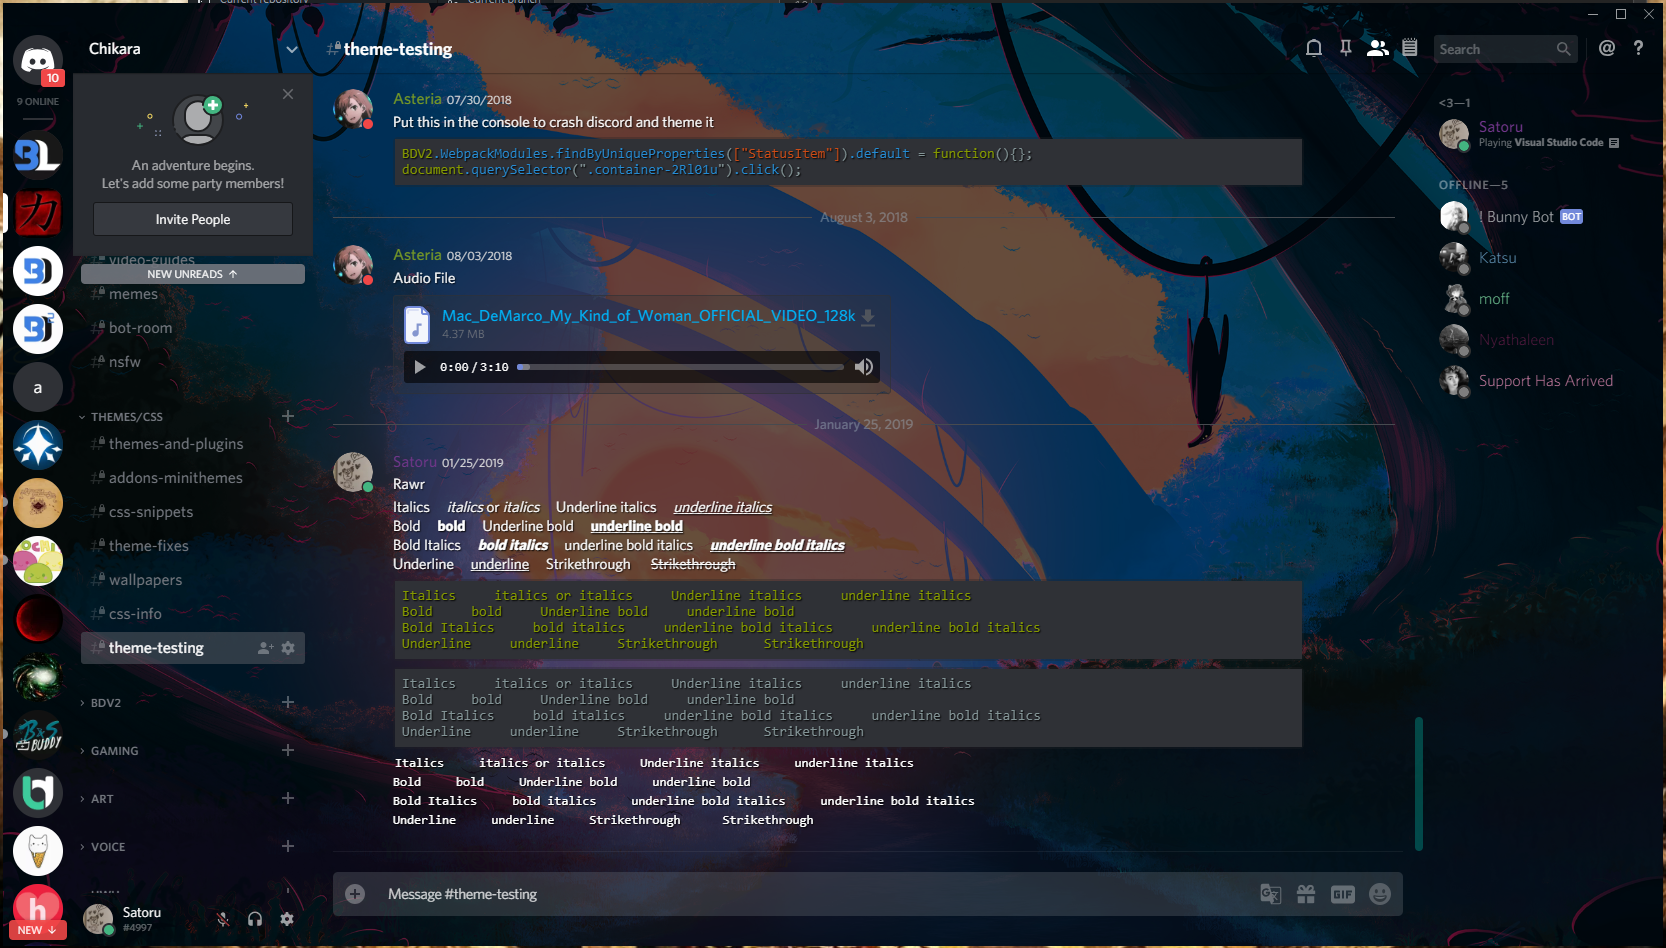 Current repository
Current branch
Chikara
theme-testing
Search
10
9 ONLINE
An adventure begins.
Let's add some party members!
Invite People
video-guides
NEW UNREADS ↑
memes
bot-room
nsfw
a
THEMES/CSS
themes-and-plugins
addons-minithemes
css-snippets
theme-fixes
wallpapers
css-info
theme-testing
BDV2
GAMING
ART
VOICE
B&S
BUDDY
h
NEW ↓
Satoru
#4997
Asteria 07/30/2018
Put this in the console to crash discord and theme it
BDV2.WebpackModules.findByUniqueProperties(["StatusItem"]).default = function(){};
document.querySelector(".container-2Rl01u").click();
August 3, 2018
Asteria 08/03/2018
Audio File
Mac_DeMarco_My_Kind_of_Woman_OFFICIAL_VIDEO_128k
4.37 MB
0:00/3:10
January 25, 2019
Satoru 01/25/2019
Rawr
Italics italics or italics Underline italics underline italics
Bold bold Underline bold underline bold
Bold Italics bold italics underline bold italics underline bold italics
Underline underline Strikethrough Strikethrough
Italics italics or italics Underline italics underline italics
Bold bold Underline bold underline bold
Bold Italics bold italics underline bold italics underline bold italics
Underline underline Strikethrough Strikethrough
Italics italics or italics Underline italics underline italics
Bold bold Underline bold underline bold
Bold Italics bold italics underline bold italics underline bold italics
Underline underline Strikethrough Strikethrough
Italics italics or italics Underline italics underline italics
Bold bold Underline bold underline bold
Bold Italics bold italics underline bold italics underline bold italics
Underline underline Strikethrough Strikethrough
Message #theme-testing
GIF
<3—1
Satoru
Playing Visual Studio Code
OFFLINE—5
! Bunny Bot BOT
Katsu
moff
Nyathaleen
Support Has Arrived